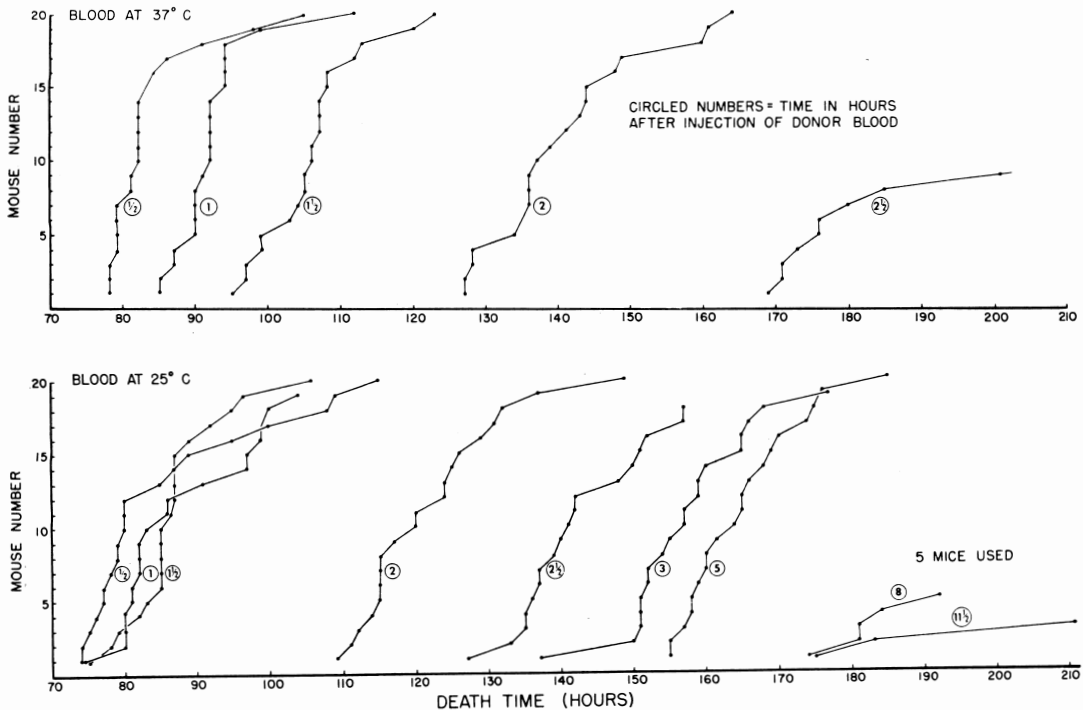 BLOOD AT 37° C
MOUSE NUMBER
20
15
10
5
CIRCLED NUMBERS = TIME IN HOURS
AFTER INJECTION OF DONOR BLOOD
½ 1 1½ 2 2½
70 80 90 100 110 120 130 140 150 160 170 180 190 200 210
BLOOD AT 25° C
MOUSE NUMBER
20
15
10
5
5 MICE USED
½ 1 1½ 2 2½ 3 5 8 11½
70 80 90 100 110 120 130 140 150 160 170 180 190 200 210
DEATH TIME (HOURS)